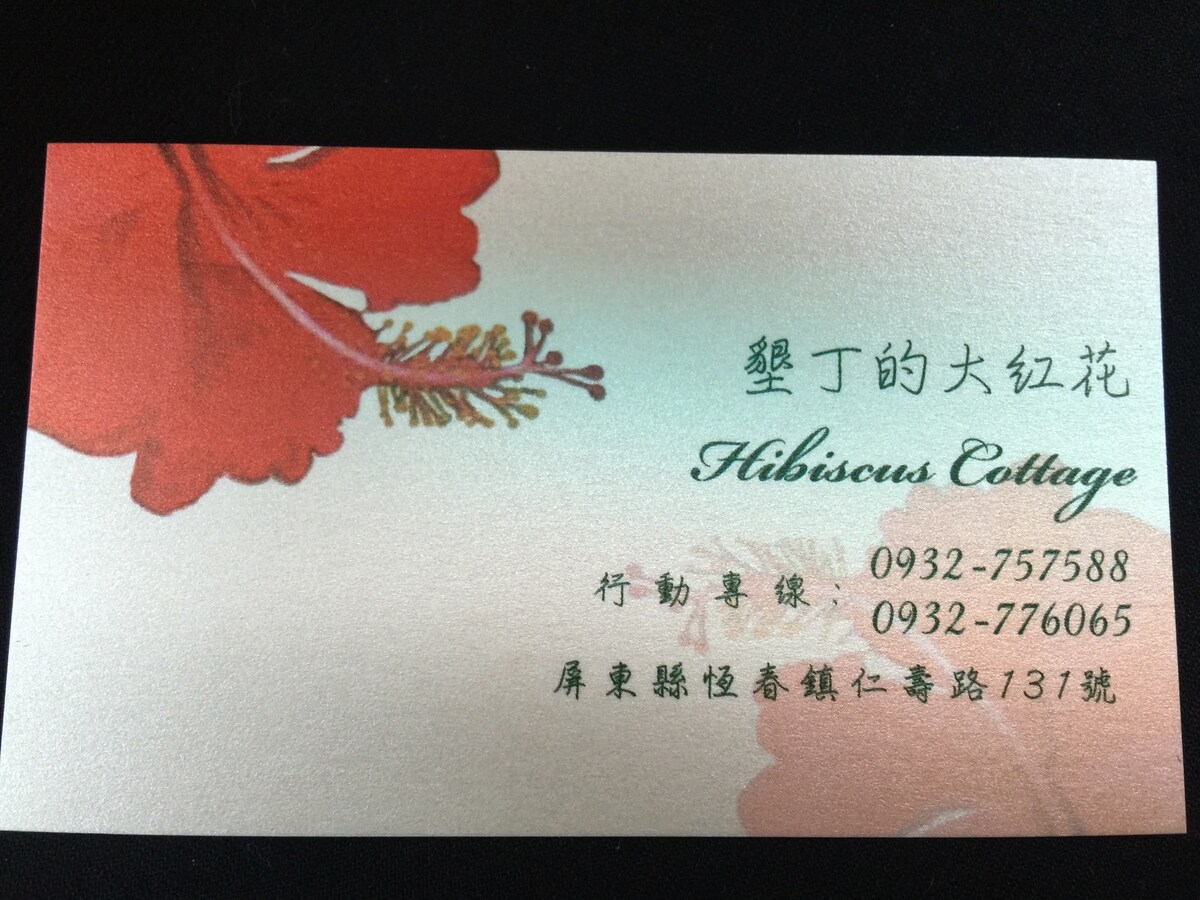 墾丁的大紅花
Hibiscus Cottage
行動專線：0932-757588
0932-776065
屏東縣恆春鎮仁壽路131號